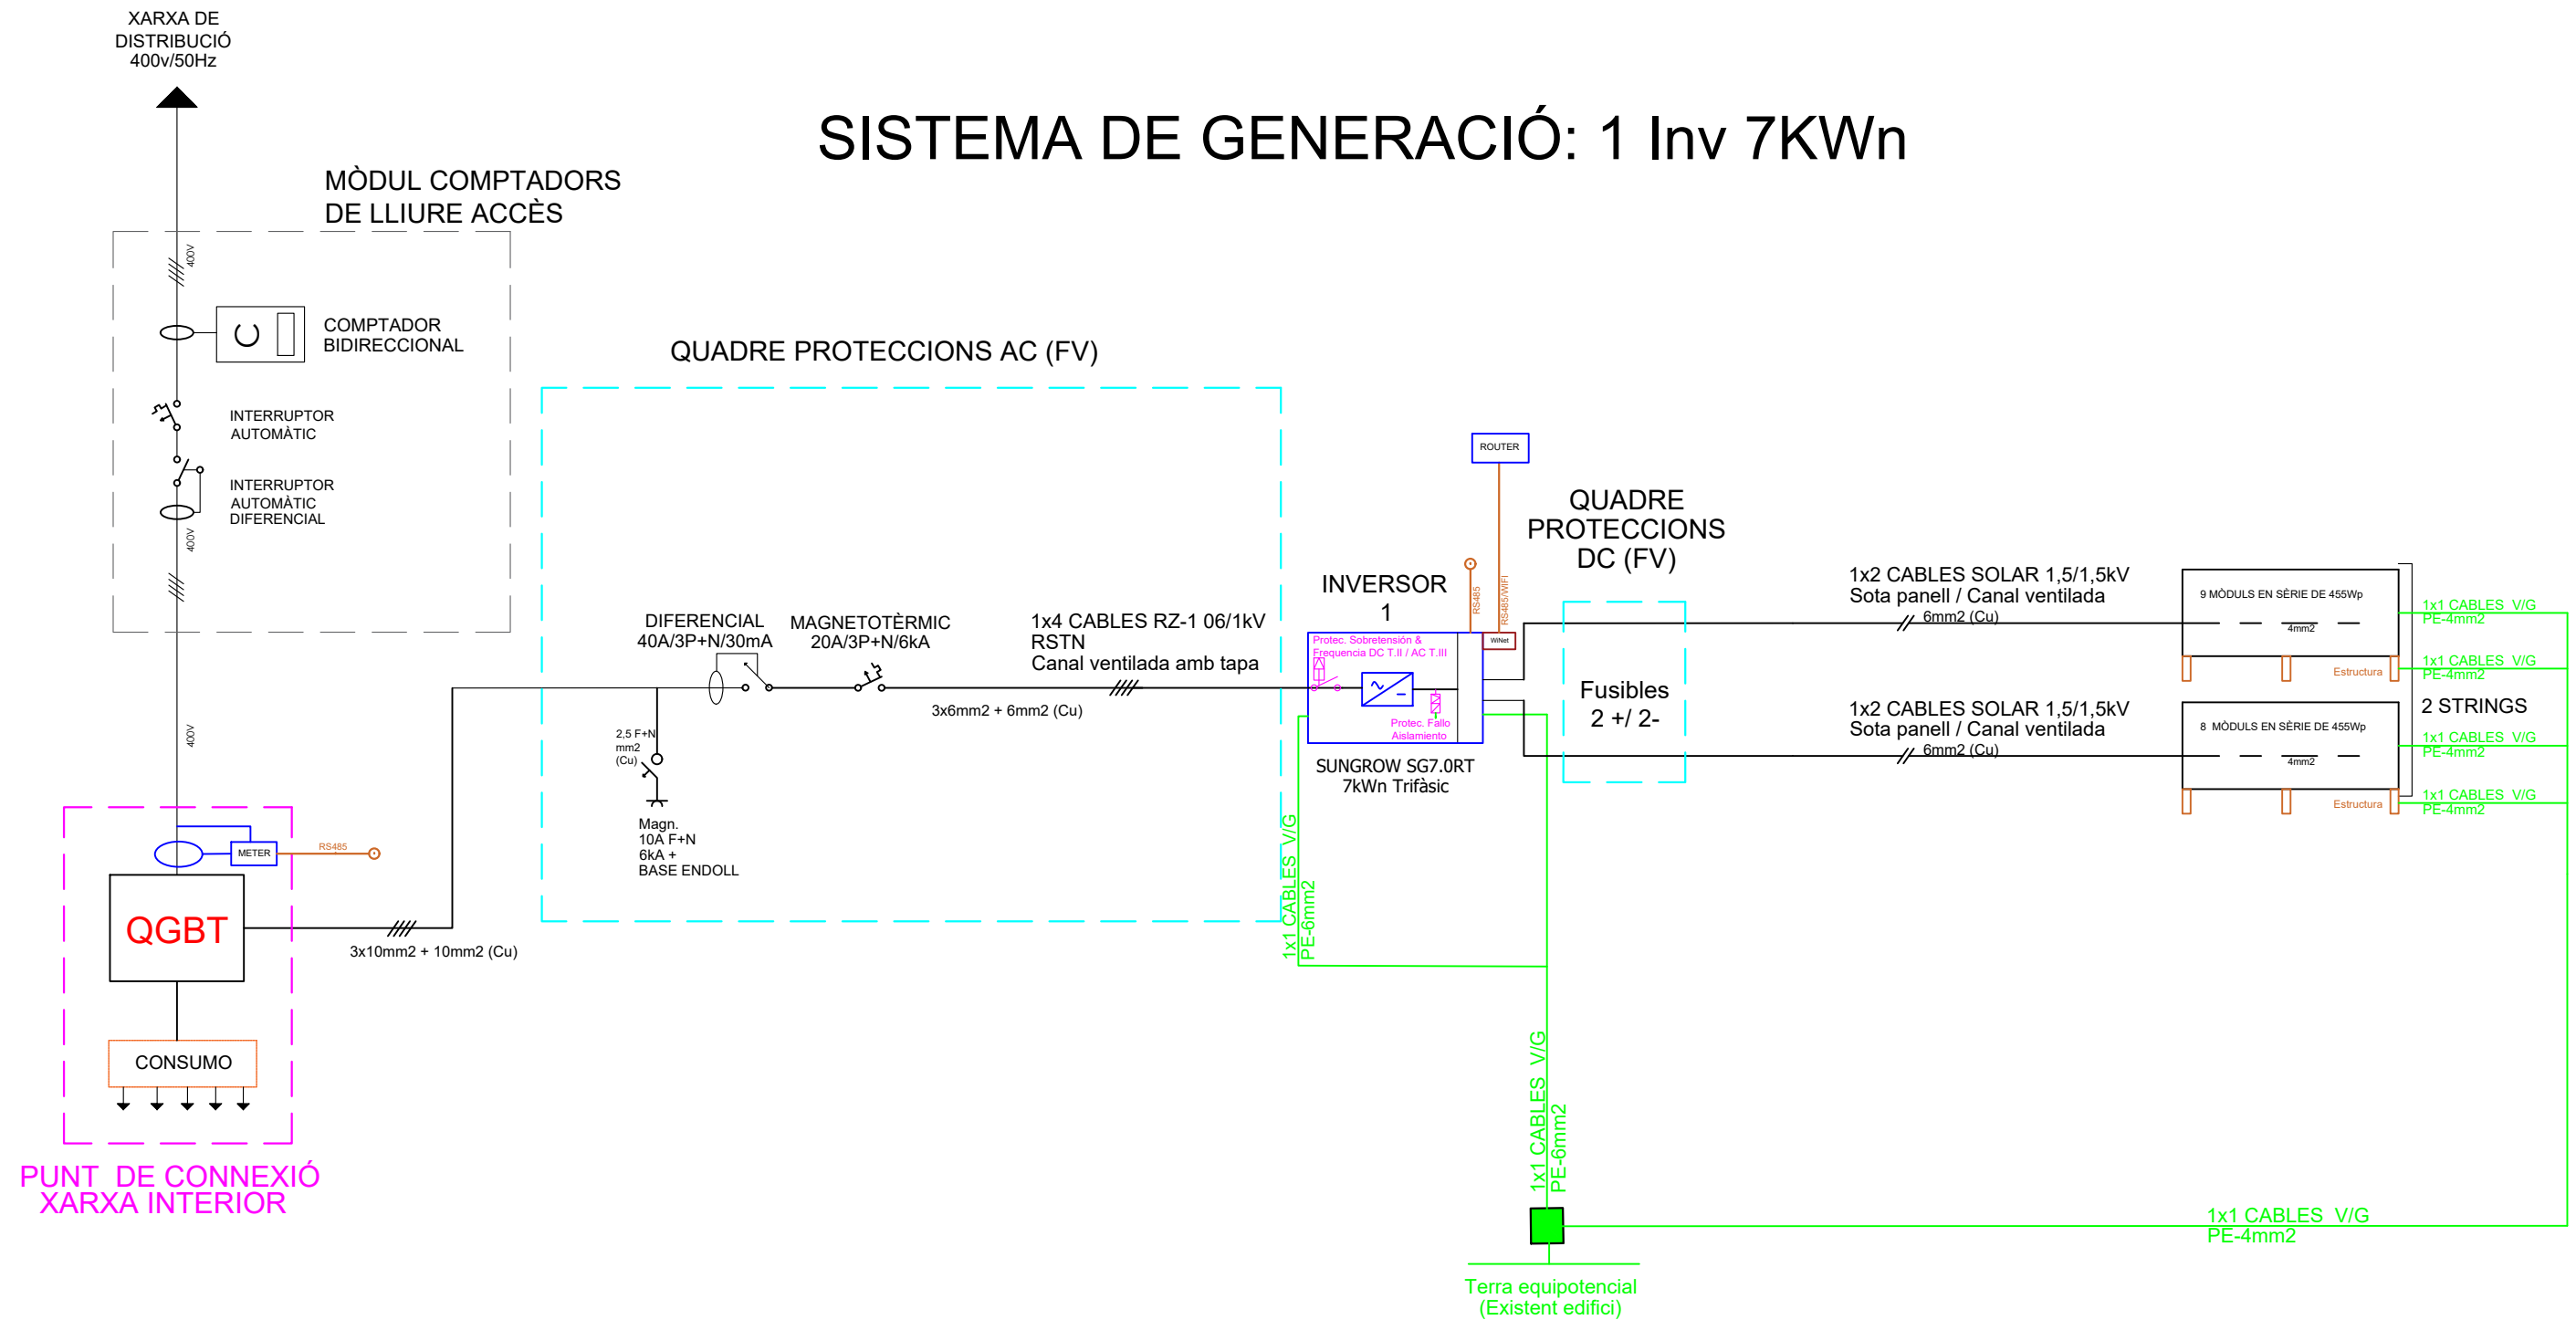 XARXA DE
DISTRIBUCIÓ
400v/50Hz
SISTEMA DE GENERACIÓ: 1 Inv 7KWn
MÒDUL COMPTADORS
DE LLIURE ACCÈS
400V
COMPTADOR
BIDIRECCIONAL
INTERRUPTOR
AUTOMÀTIC
INTERRUPTOR
AUTOMÀTIC
DIFERENCIAL
400V
400V
METER
RS485
QGBT
3x10mm2 + 10mm2 (Cu)
CONSUMO
PUNT DE CONNEXIÓ
XARXA INTERIOR
QUADRE PROTECCIONS AC (FV)
DIFERENCIAL
40A/3P+N/30mA
MAGNETOTÈRMIC
20A/3P+N/6kA
1x4 CABLES RZ-1 06/1kV
RSTN
Canal ventilada amb tapa
3x6mm2 + 6mm2 (Cu)
2,5 F+N
mm2
(Cu)
Magn.
10A F+N
6kA +
BASE ENDOLL
ROUTER
RS485
RS485/WIFI
INVERSOR
1
WiNet
Protec. Sobretensión &
Frequencia DC T.II / AC T.III
Protec. Fallo
Aislamiento
SUNGROW SG7.0RT
7kWn Trifàsic
1x1 CABLES V/G
PE-6mm2
QUADRE
PROTECCIONS
DC (FV)
Fusibles
2 +/ 2-
1x2 CABLES SOLAR 1,5/1,5kV
Sota panell / Canal ventilada
6mm2 (Cu)
9 MÒDULS EN SÈRIE DE 455Wp
4mm2
Estructura
1x1 CABLES V/G
PE-4mm2
1x1 CABLES V/G
PE-4mm2
2 STRINGS
1x2 CABLES SOLAR 1,5/1,5kV
Sota panell / Canal ventilada
6mm2 (Cu)
8 MÒDULS EN SÈRIE DE 455Wp
4mm2
Estructura
1x1 CABLES V/G
PE-4mm2
1x1 CABLES V/G
PE-4mm2
1x1 CABLES V/G
PE-6mm2
1x1 CABLES V/G
PE-4mm2
Terra equipotencial
(Existent edifici)